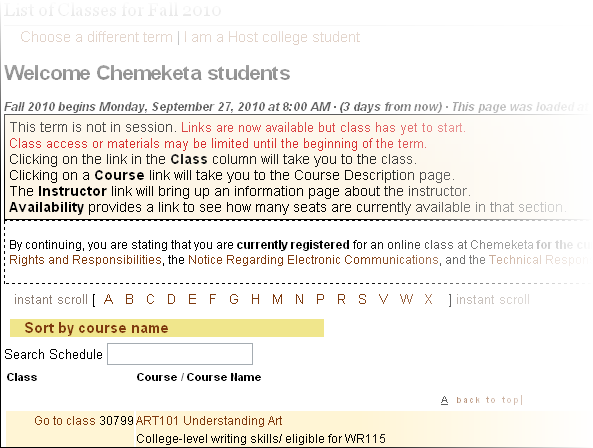 List of Classes for Fall 2010
Choose a different term | I am a Host college student
Welcome Chemeketa students
Fall 2010 begins Monday, September 27, 2010 at 8:00 AM · (3 days from now) · This page was loaded
This term is not in session. Links are now available but class has yet to start.
Class access or materials may be limited until the beginning of the term.
Clicking on the link in the Class column will take you to the class.
Clicking on a Course link will take you to the Course Description page.
The Instructor link will bring up an information page about the instructor.
Availability provides a link to see how many seats are currently available in that section.
By continuing, you are stating that you are currently registered for an online class at Chemeketa for the
Rights and Responsibilities, the Notice Regarding Electronic Communications, and the Technical
instant scroll [ A B C D E F G H M N P R S V W X ] instant scroll
Sort by course name
Search Schedule
Class Course / Course Name
A back to top|
Go to class 30799 ART101 Understanding Art
College-level writing skills/ eligible for WR115